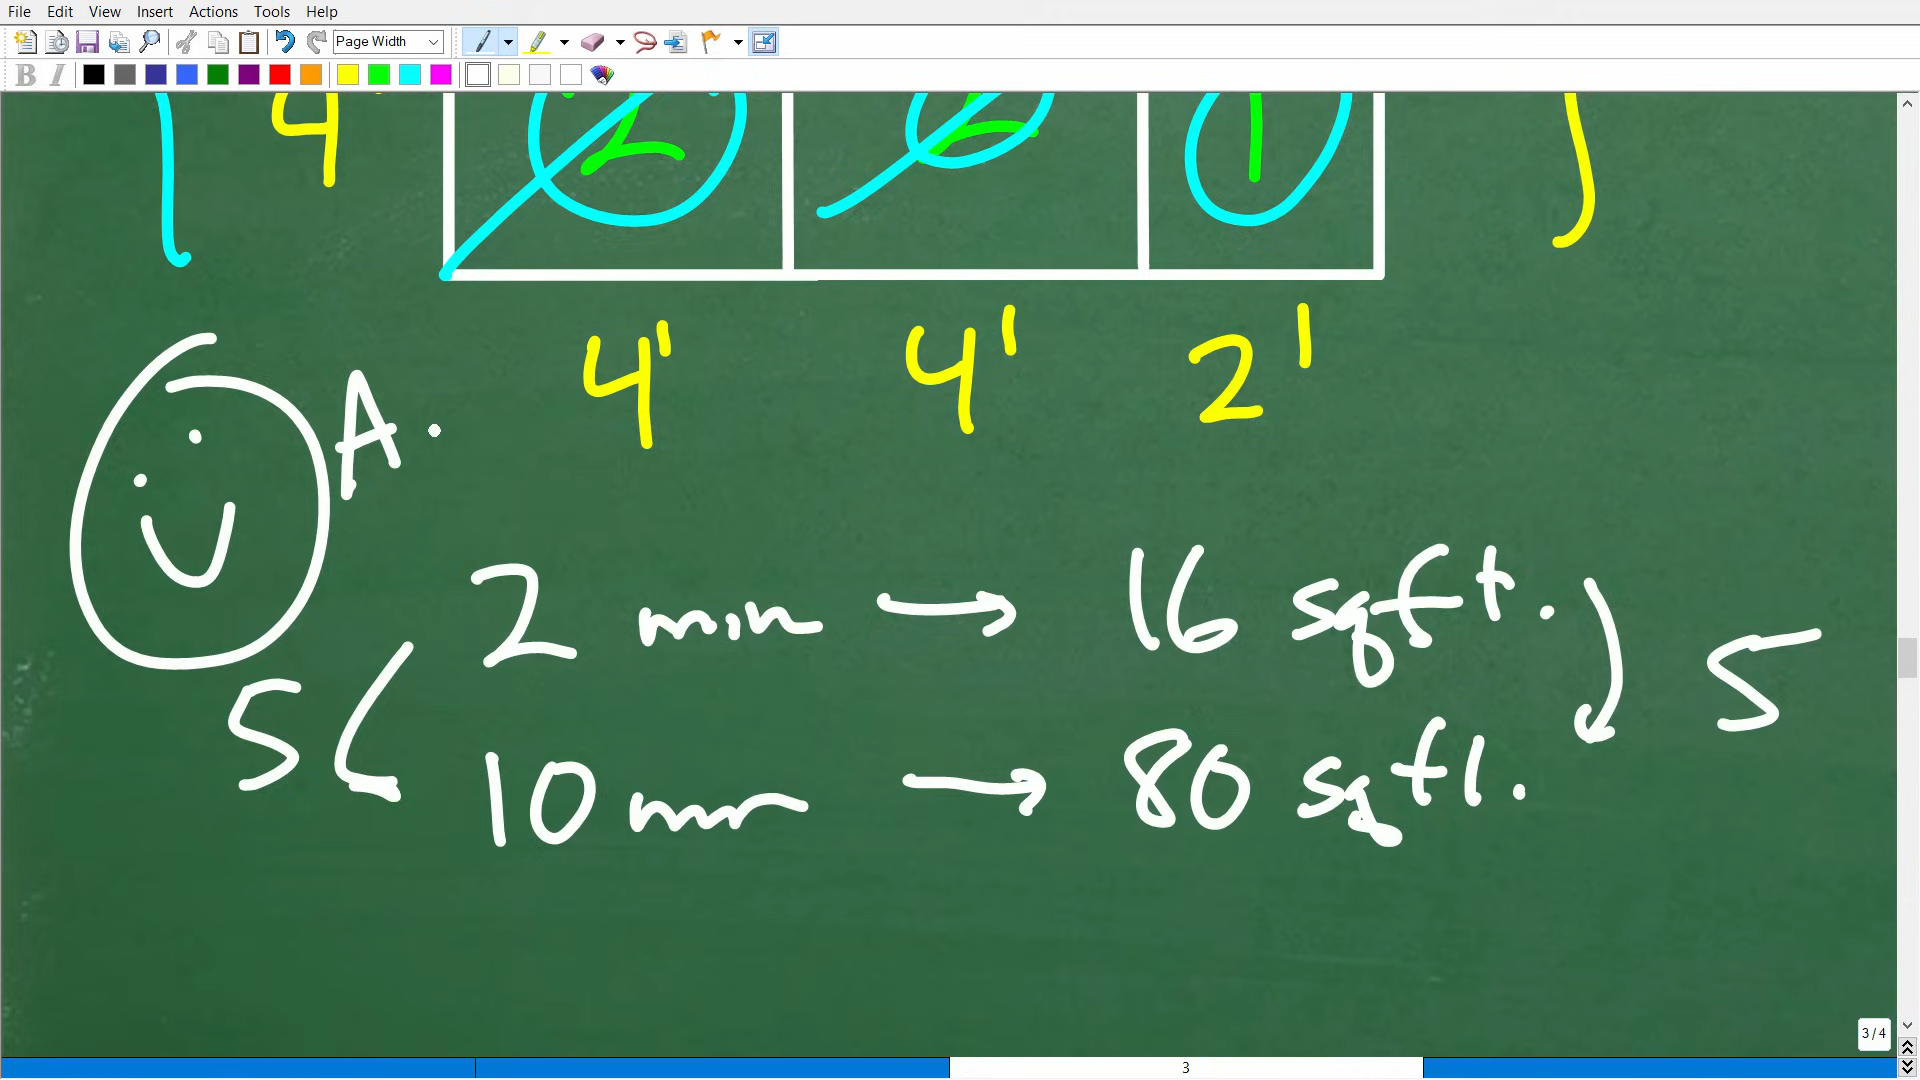 File Edit View Insert Actions Tools Help
Page Width
B I
4' 2 2 1
4' 4' 2'
A.
2 min → 16 sqft.
5 5
10 min → 80 sqft.
3/4
3